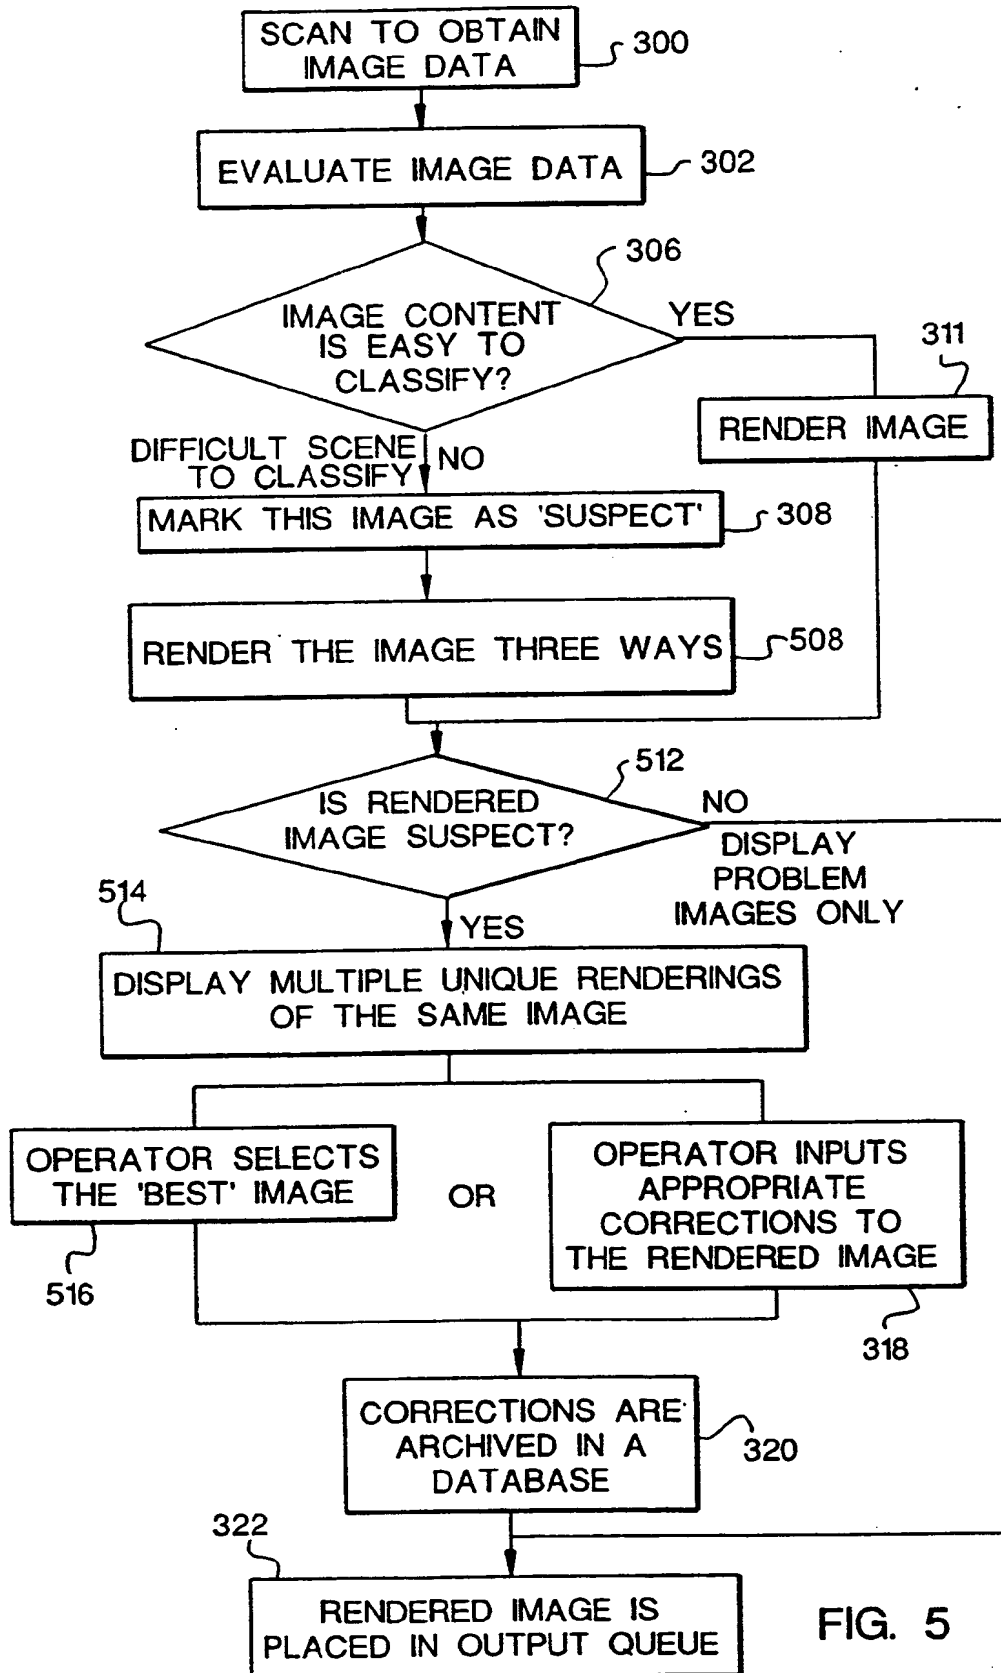 SCAN TO OBTAIN
IMAGE DATA
300
EVALUATE IMAGE DATA
302
306
IMAGE CONTENT
IS EASY TO
CLASSIFY?
YES
311
RENDER IMAGE
DIFFICULT SCENE
TO CLASSIFY
NO
MARK THIS IMAGE AS 'SUSPECT'
308
RENDER THE IMAGE THREE WAYS
508
512
IS RENDERED
IMAGE SUSPECT?
NO
DISPLAY
PROBLEM
IMAGES ONLY
514
YES
DISPLAY MULTIPLE UNIQUE RENDERINGS
OF THE SAME IMAGE
OPERATOR SELECTS
THE 'BEST' IMAGE
516
OR
OPERATOR INPUTS
APPROPRIATE
CORRECTIONS TO
THE RENDERED IMAGE
318
CORRECTIONS ARE
ARCHIVED IN A
DATABASE
320
322
RENDERED IMAGE IS
PLACED IN OUTPUT QUEUE
FIG. 5